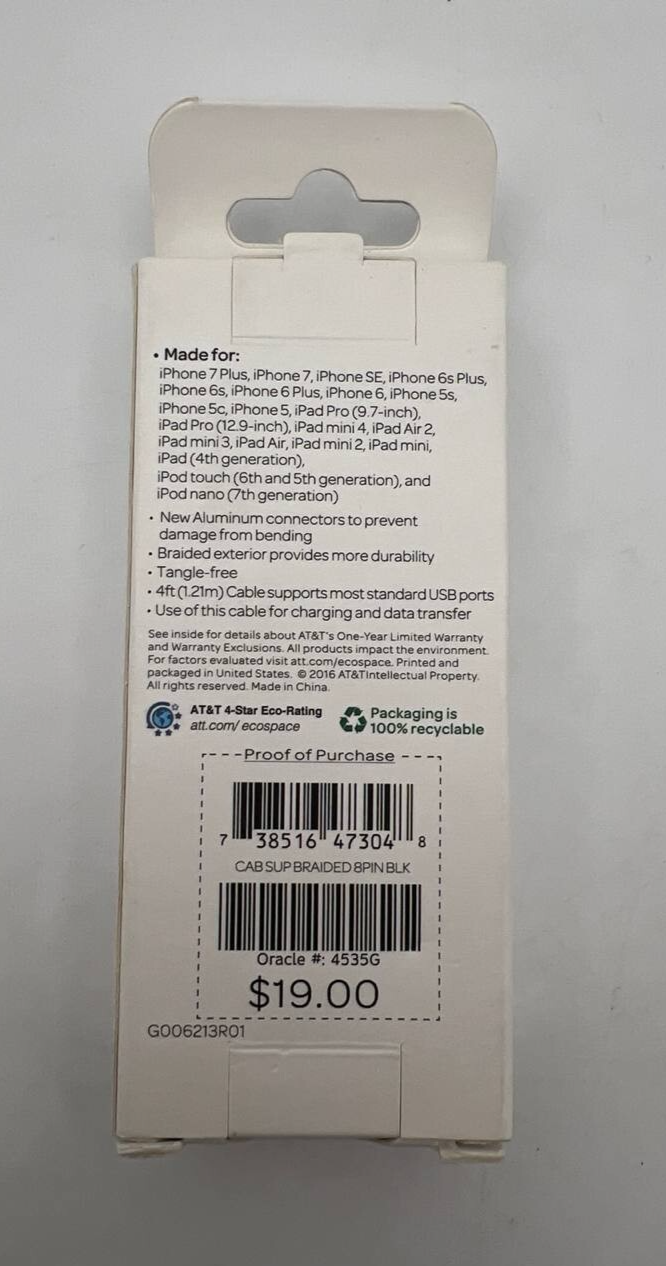 • Made for:
iPhone 7 Plus, iPhone 7, iPhone SE, iPhone 6s Plus,
iPhone 6s, iPhone 6 Plus, iPhone 6, iPhone 5s,
iPhone 5c, iPhone 5, iPad Pro (9.7-inch),
iPad Pro (12.9-inch), iPad mini 4, iPad Air 2,
iPad mini 3, iPad Air, iPad mini 2, iPad mini,
iPad (4th generation),
iPod touch (6th and 5th generation), and
iPod nano (7th generation)
• New Aluminum connectors to prevent
damage from bending
• Braided exterior provides more durability
• Tangle-free
• 4ft (1.21m) Cable supports most standard USB ports
• Use of this cable for charging and data transfer
See inside for details about AT&T's One-Year Limited Warranty
and Warranty Exclusions. All products impact the environment.
For factors evaluated visit att.com/ecospace. Printed and
packaged in United States. © 2016 AT&T Intellectual Property.
All rights reserved. Made in China.
AT&T 4-Star Eco-Rating
att.com/ ecospace
Packaging is
100% recyclable
Proof of Purchase
7 38516 47304 8
CAB SUP BRAIDED 8PIN BLK
Oracle #: 4535G
$19.00
G006213R01